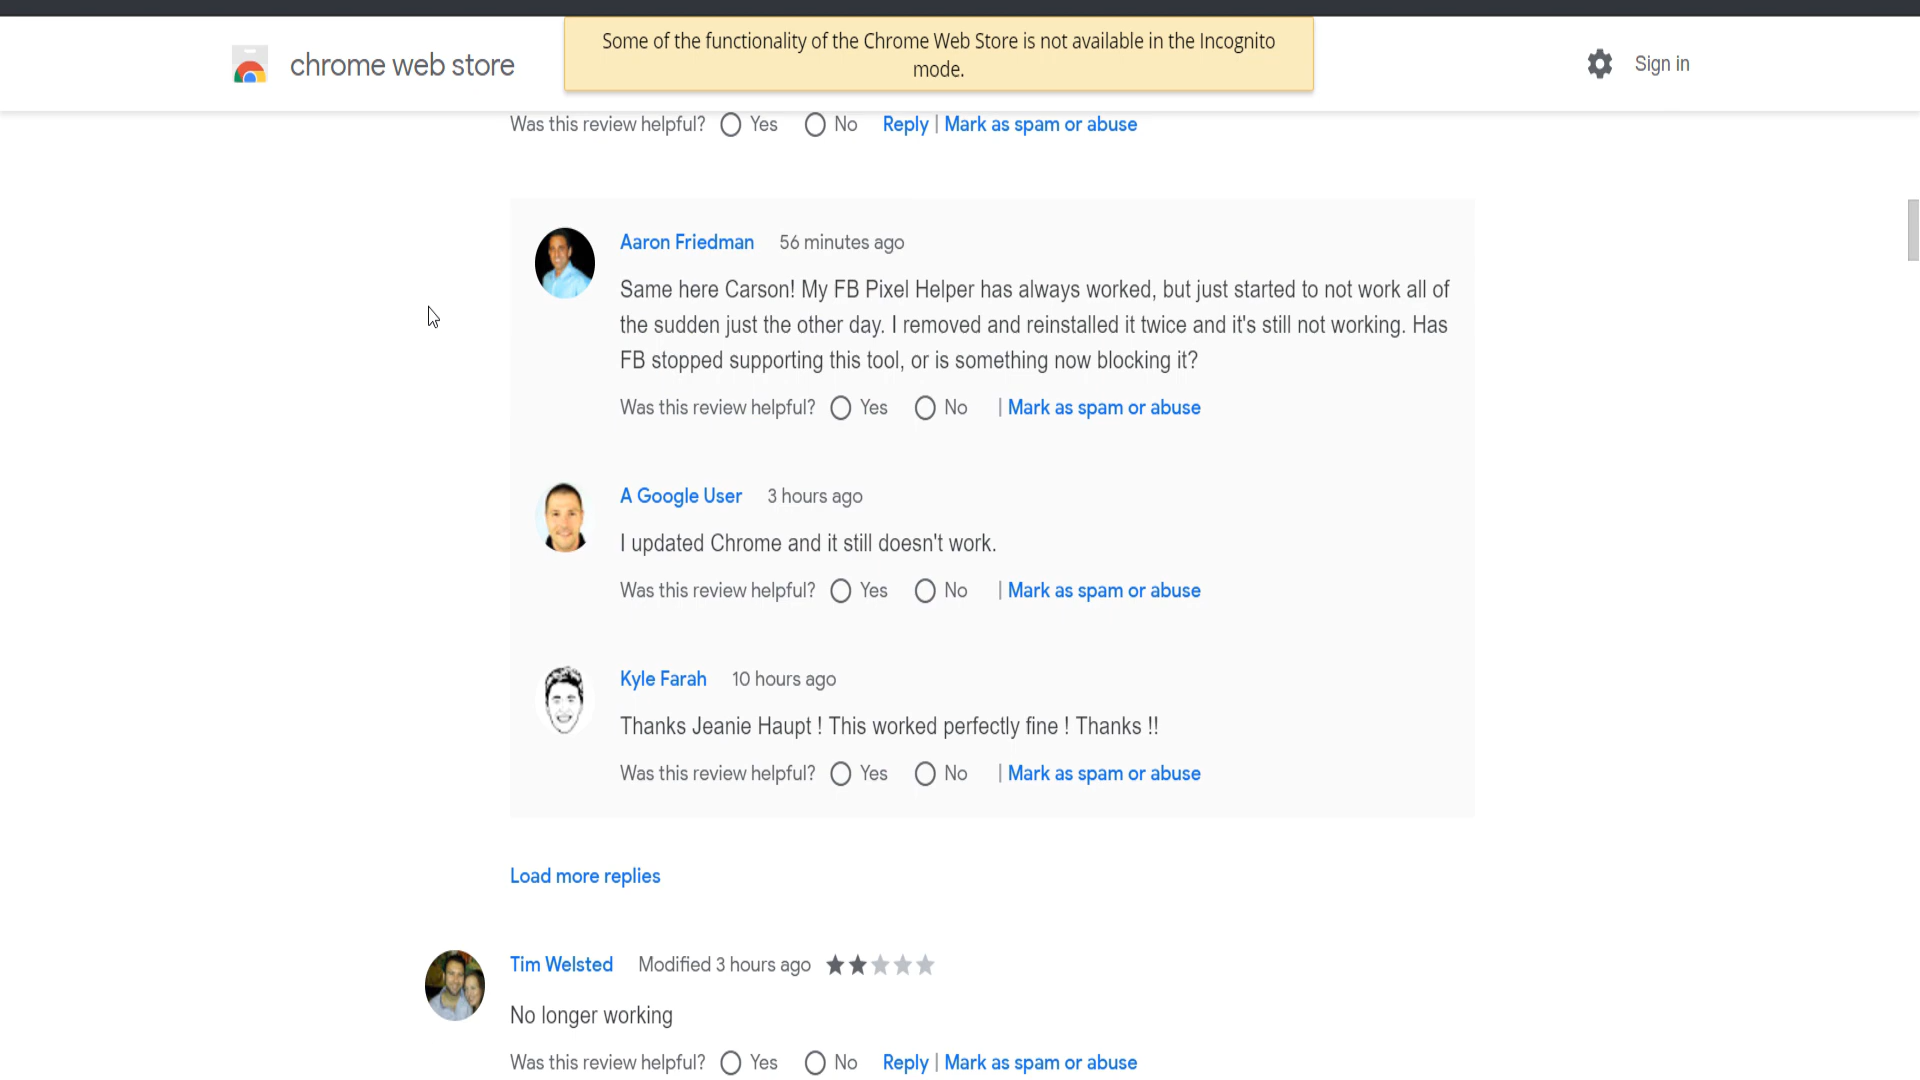 Some of the functionality of the Chrome Web Store is not available in the Incognito
mode.
chrome web store
Sign in
Was this review helpful? Yes No Reply | Mark as spam or abuse
Aaron Friedman 56 minutes ago
Same here Carson! My FB Pixel Helper has always worked, but just started to not work all of
the sudden just the other day. I removed and reinstalled it twice and it's still not working. Has
FB stopped supporting this tool, or is something now blocking it?
Was this review helpful? Yes No | Mark as spam or abuse
A Google User 3 hours ago
I updated Chrome and it still doesn't work.
Was this review helpful? Yes No | Mark as spam or abuse
Kyle Farah 10 hours ago
Thanks Jeanie Haupt ! This worked perfectly fine ! Thanks !!
Was this review helpful? Yes No | Mark as spam or abuse
Load more replies
Tim Welsted Modified 3 hours ago
No longer working
Was this review helpful? Yes No Reply | Mark as spam or abuse